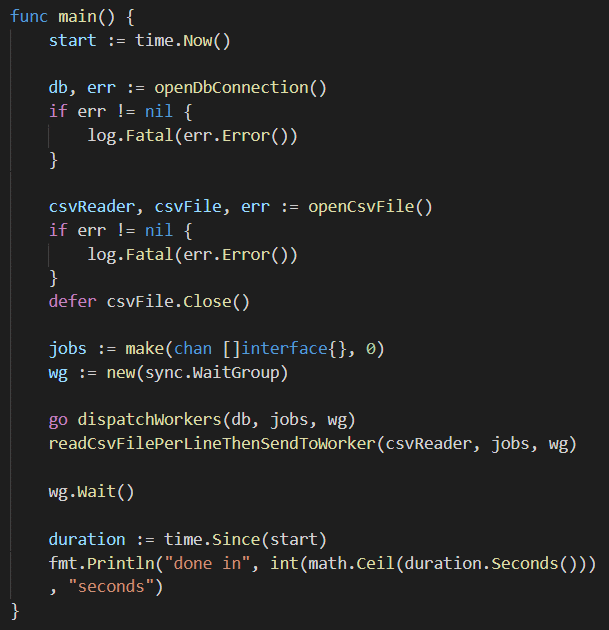 func main() {
start := time.Now()
db, err := openDbConnection()
if err != nil {
log.Fatal(err.Error())
}
csvReader, csvFile, err := openCsvFile()
if err != nil {
log.Fatal(err.Error())
}
defer csvFile.Close()
jobs := make(chan []interface{}, 0)
wg := new(sync.WaitGroup)
go dispatchWorkers(db, jobs, wg)
readCsvFilePerLineThenSendToWorker(csvReader, jobs, wg)
wg.Wait()
duration := time.Since(start)
fmt.Println("done in", int(math.Ceil(duration.Seconds()))
, "seconds")
}